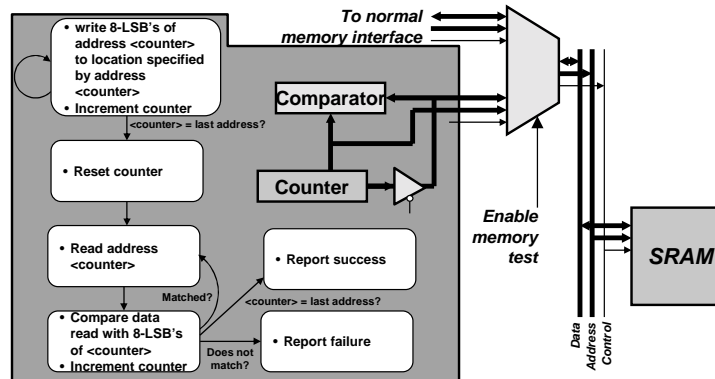 • write 8-LSB's of
address <counter>
to location specified
by address
<counter>
• Increment counter
<counter> = last address?
• Reset counter
• Read address
<counter>
Matched?
• Compare data
read with 8-LSB's
of <counter>
• Increment counter
• Report success
<counter> = last address?
Does not
match?
• Report failure
To normal
memory interface
Comparator
Counter
Enable
memory
test
SRAM
Data
Address
Control